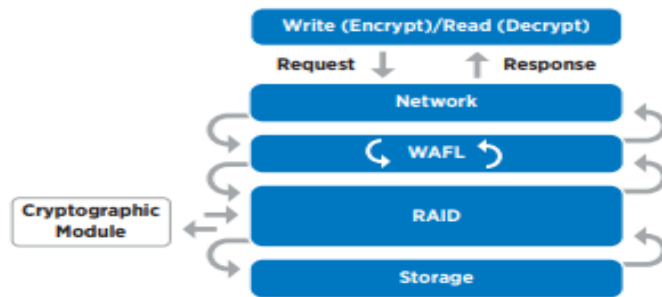 Write (Encrypt)/Read (Decrypt)
Request
Response
Network
WAFL
Cryptographic
Module
RAID
Storage